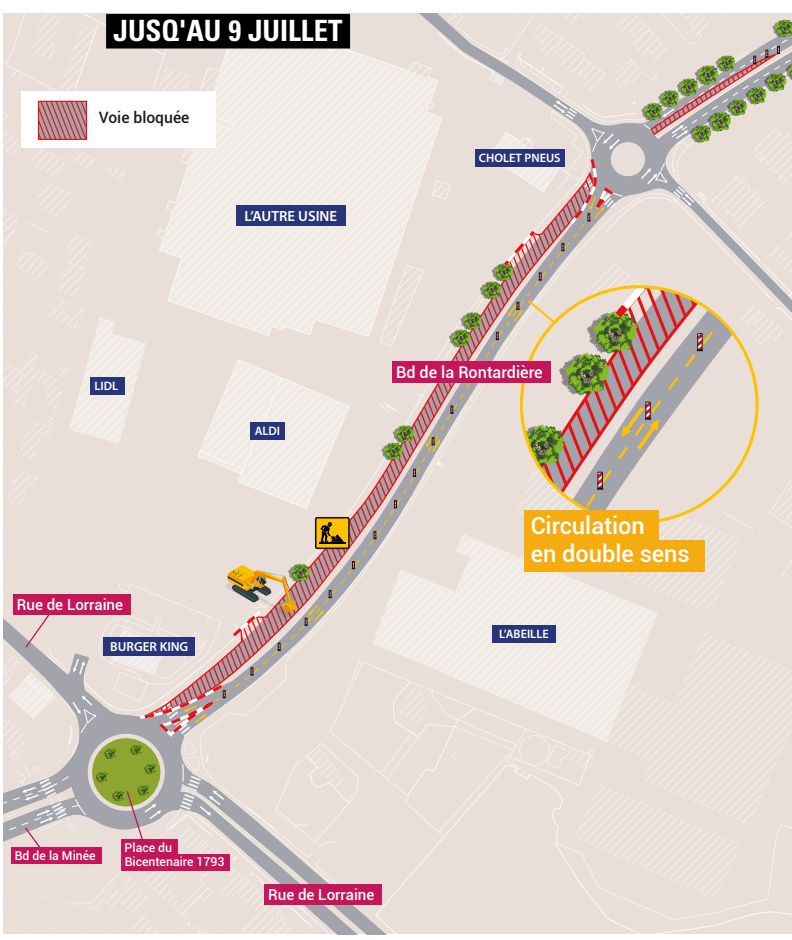 JUSQU'AU 9 JUILLET
Voie bloquée
CHOLET PNEUS
L'AUTRE USINE
Bd de la Rontardière
LIDL
ALDI
Circulation
en double sens
Rue de Lorraine
L'ABEILLE
BURGER KING
Place du
Bicentenaire 1793
Bd de la Minée
Rue de Lorraine